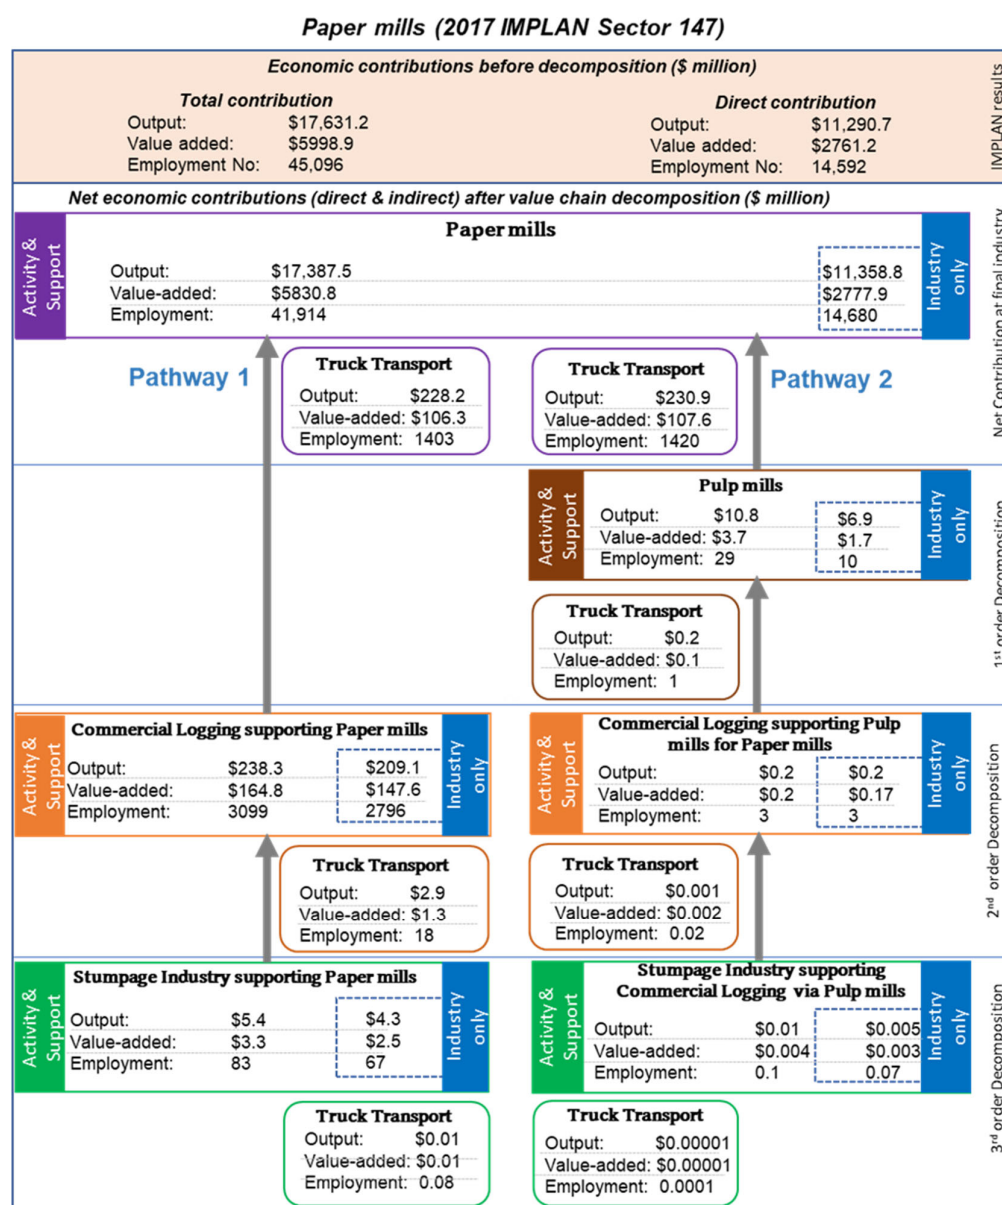 Paper mills (2017 IMPLAN Sector 147)
Economic contributions before decomposition ($ million)
Total contribution
Output: $17,631.2
Value added: $5998.9
Employment No: 45,096
Direct contribution
Output: $11,290.7
Value added: $2761.2
Employment No: 14,592
IMPLAN results
Net economic contributions (direct & indirect) after value chain decomposition ($ million)
Activity &
Support
Paper mills
Output: $17,387.5 $11,358.8
Value-added: $5830.8 $2777.9
Employment: 41,914 14,680
Industry
only
Net Contribution at final industry
Pathway 1
Truck Transport
Output: $228.2
Value-added: $106.3
Employment: 1403
Truck Transport
Output: $230.9
Value-added: $107.6
Employment: 1420
Pathway 2
Activity &
Support
Pulp mills
Output: $10.8 $6.9
Value-added: $3.7 $1.7
Employment: 29 10
Industry
only
Truck Transport
Output: $0.2
Value-added: $0.1
Employment: 1
1st order Decomposition
Activity &
Support
Commercial Logging supporting Paper mills
Output: $238.3 $209.1
Value-added: $164.8 $147.6
Employment: 3099 2796
Industry
only
Activity &
Support
Commercial Logging supporting Pulp
mills for Paper mills
Output: $0.2 $0.2
Value-added: $0.2 $0.17
Employment: 3 3
Industry
only
Truck Transport
Output: $2.9
Value-added: $1.3
Employment: 18
Truck Transport
Output: $0.001
Value-added: $0.002
Employment: 0.02
2nd order Decomposition
Activity &
Support
Stumpage Industry supporting Paper mills
Output: $5.4 $4.3
Value-added: $3.3 $2.5
Employment: 83 67
Industry
only
Activity &
Support
Stumpage Industry supporting
Commercial Logging via Pulp mills
Output: $0.01 $0.005
Value-added: $0.004 $0.003
Employment: 0.1 0.07
Industry
only
Truck Transport
Output: $0.01
Value-added: $0.01
Employment: 0.08
Truck Transport
Output: $0.00001
Value-added: $0.00001
Employment: 0.0001
3rd order Decomposition